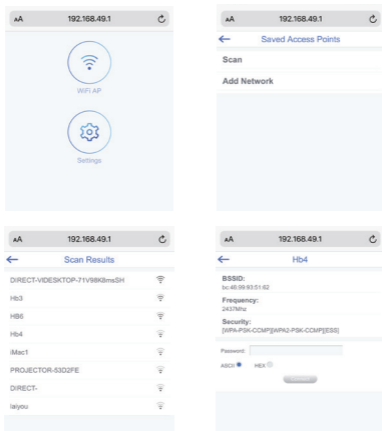 AA 192.168.49.1
WiFi AP
Settings
AA 192.168.49.1
Saved Access Points
Scan
Add Network
AA 192.168.49.1
Scan Results
DIRECT-VIDESKTOP-71V98K8msSH
Hb3
HB6
Hb4
iMac1
PROJECTOR-53D2FE
DIRECT-
laiyou
AA 192.168.49.1
Hb4
BSSID:
bc:46:99:93:51:62
Frequency:
2437Mhz
Security:
[WPA-PSK-CCMP][WPA2-PSK-CCMP][ESS]
Password:
ASCII HEX